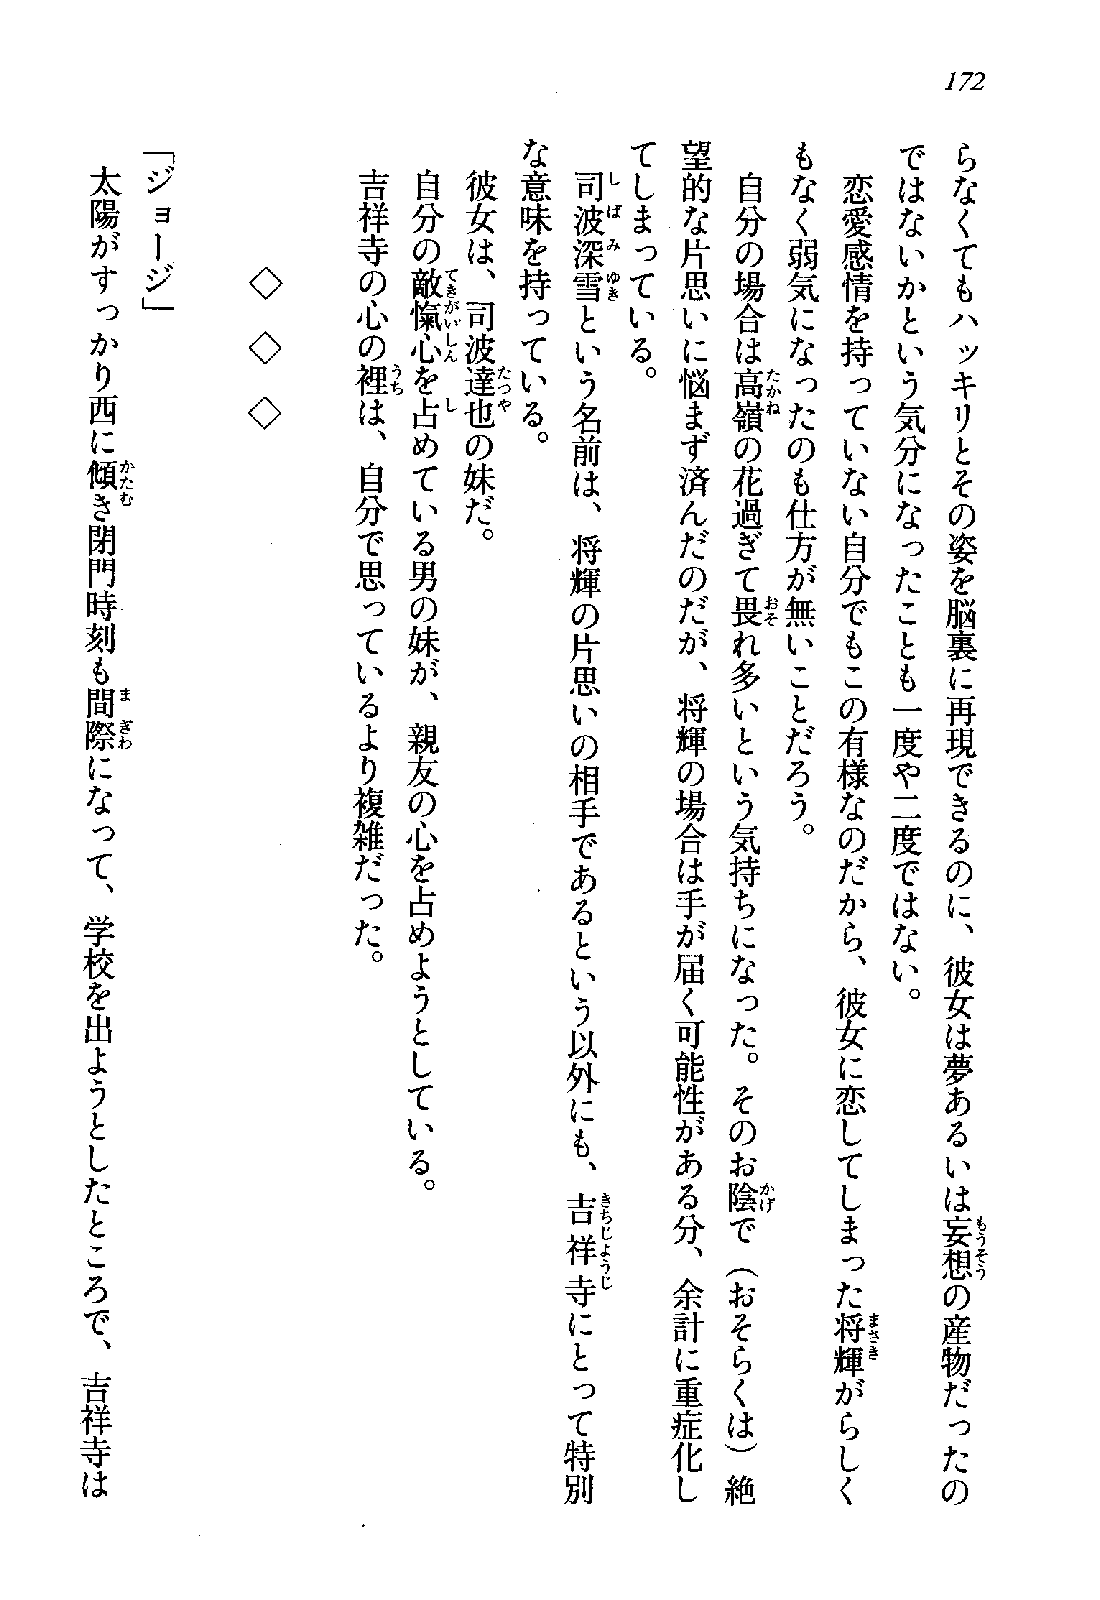 172
らなくてもハッキリとその姿を脳裏に再現できるのに、彼女は夢あるいは妄想の産物だったの
ではないかという気分になったことも一度や二度ではない。
恋愛感情を持っていない自分でもこの有様なのだから、彼女に恋してしまった将輝がらしく
もなく弱気になったのも仕方が無いことだろう。
自分の場合は高嶺の花過ぎて畏れ多いという気持ちになった。そのお陰で（おそらくは）絶
望的な片思いに悩まず済んだのだが、将輝の場合は手が届く可能性がある分、余計に重症化し
てしまっている。
司波深雪という名前は、将輝の片思いの相手であるという以外にも、吉祥寺にとって特別
な意味を持っている。
彼女は、司波達也の妹だ。
自分の敵愾心を占めている男の妹が、親友の心を占めようとしている。
吉祥寺の心の裡は、自分で思っているより複雑だった。
◇　◇　◇
「ジョージ」
太陽がすっかり西に傾き閉門時刻も間際になって、学校を出ようとしたところで、吉祥寺は